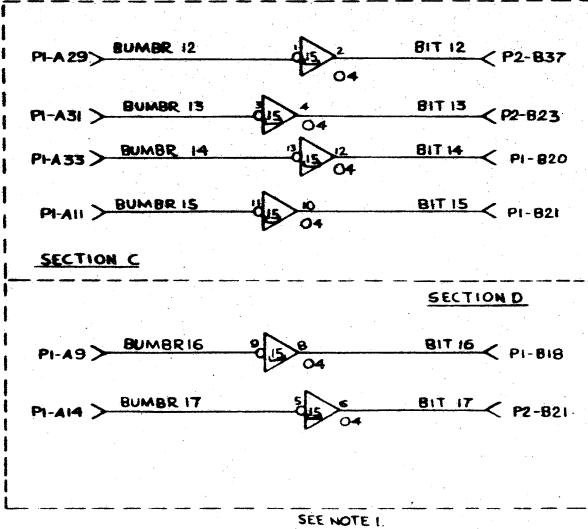 P1-A29 BUMBR 12 1 15 2 04 BIT 12 P2-B37
P1-A31 BUMBR 13 3 15 4 04 BIT 13 P2-B23
P1-A33 BUMBR 14 13 15 12 04 BIT 14 P1-B20
P1-A11 BUMBR 15 11 15 10 04 BIT 15 P1-B21
SECTION C
SECTION D
P1-A9 BUMBR16 9 15 8 04 BIT 16 P1-B18
P1-A14 BUMBR 17 5 15 6 04 BIT 17 P2-B21
SEE NOTE 1.